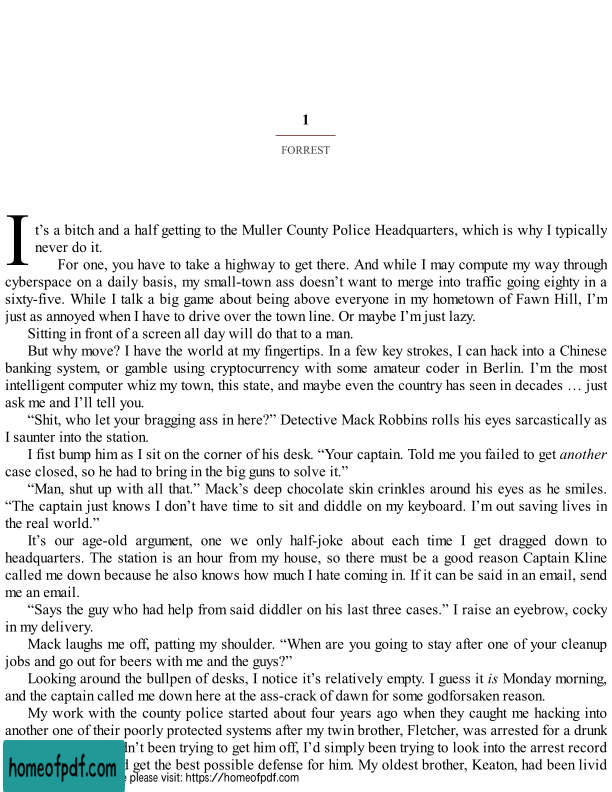 1
FORREST
It’s a bitch and a half getting to the Muller County Police Headquarters, which is why I typically
never do it.
For one, you have to take a highway to get there. And while I may compute my way through
cyberspace on a daily basis, my small-town ass doesn’t want to merge into traffic going eighty in a
sixty-five. While I talk a big game about being above everyone in my hometown of Fawn Hill, I’m
just as annoyed when I have to drive over the town line. Or maybe I’m just lazy.
Sitting in front of a screen all day will do that to a man.
But why move? I have the world at my fingertips. In a few key strokes, I can hack into a Chinese
banking system, or gamble using cryptocurrency with some amateur coder in Berlin. I’m the most
intelligent computer whiz my town, this state, and maybe even the country has seen in decades … just
ask me and I’ll tell you.
“Shit, who let your bragging ass in here?” Detective Mack Robbins rolls his eyes sarcastically as
I saunter into the station.
I fist bump him as I sit on the corner of his desk. “Your captain. Told me you failed to get another
case closed, so he had to bring in the big guns to solve it.”
“Man, shut up with all that.” Mack’s deep chocolate skin crinkles around his eyes as he smiles.
“The captain just knows I don’t have time to sit and diddle on my keyboard. I’m out saving lives in
the real world.”
It’s our age-old argument, one we only half-joke about each time I get dragged down to
headquarters. The station is an hour from my house, so there must be a good reason Captain Kline
called me down because he also knows how much I hate coming in. If it can be said in an email, send
me an email.
“Says the guy who had help from said diddler on his last three cases.” I raise an eyebrow, cocky
in my delivery.
Mack laughs me off, patting my shoulder. “When are you going to stay after one of your cleanup
jobs and go out for beers with me and the guys?”
Looking around the bullpen of desks, I notice it’s relatively empty. I guess it is Monday morning,
and the captain called me down here at the ass-crack of dawn for some godforsaken reason.
My work with the county police started about four years ago when they caught me hacking into
another one of their poorly protected systems after my twin brother, Fletcher, was arrested for a drunk
been trying to get him off, I’d simply been trying to look into the arrest record
get the best possible defense for him. My oldest brother, Keaton, had been livid
homeofpdf.com
please visit: https://homeofpdf.com